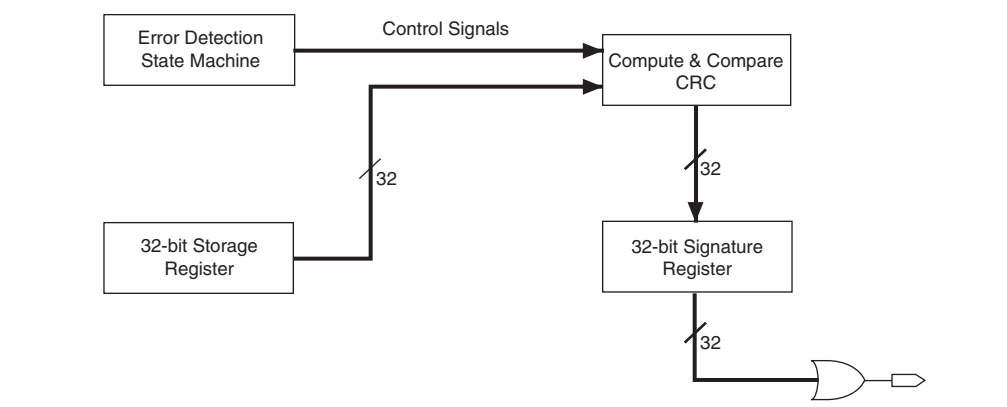 Error Detection
State Machine
Control Signals
Compute & Compare
CRC
32
32
32-bit Storage
Register
32-bit Signature
Register
32